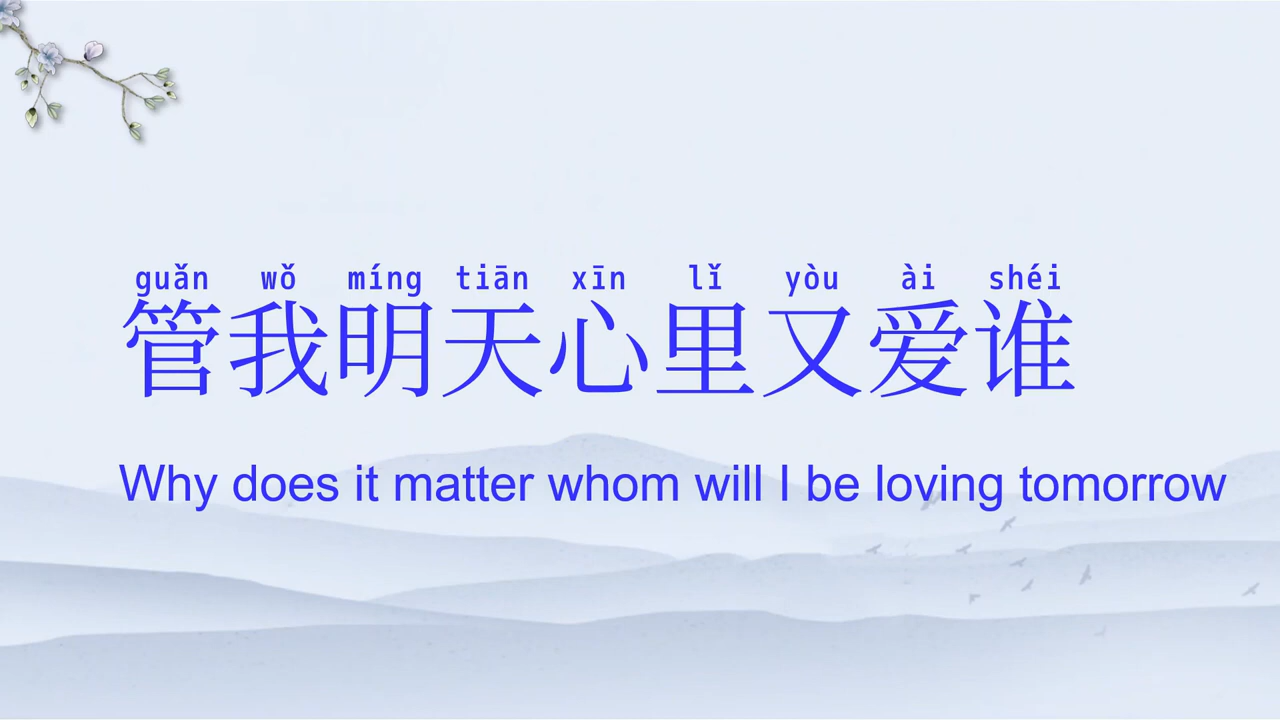 guǎn wǒ míng tiān xīn lǐ yòu ài shéi
管我明天心里又爱谁
Why does it matter whom will I be loving tomorrow